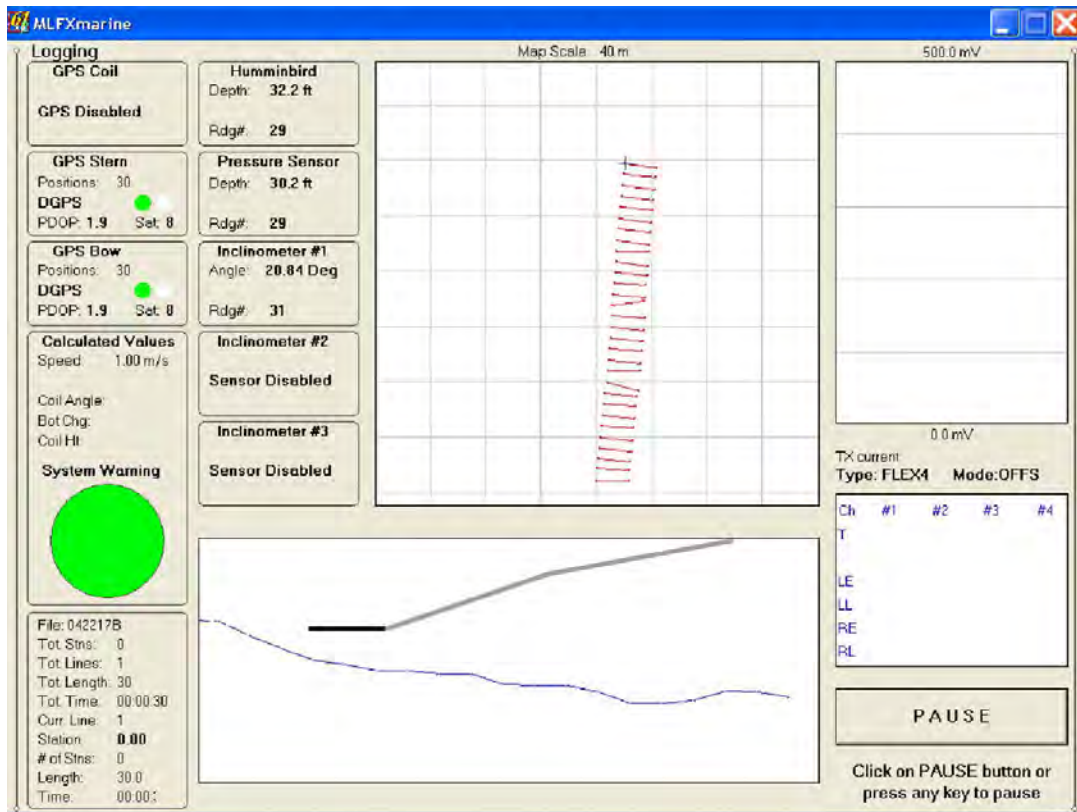 MLFXmarine
Logging
GPS Coil
GPS Disabled
GPS Stern
Positions: 30
DGPS
PDOP: 1.9 Sat: 8
GPS Bow
Positions: 30
DGPS
PDOP: 1.9 Sat: 8
Calculated Values
Speed: 1.00 m/s
Coil Angle:
Bot Chg:
Coil Ht:
System Warning
File: 042217B
Tot. Stns: 0
Tot. Lines: 1
Tot. Length: 30
Tot. Time: 00:00:30
Curr. Line: 1
Station: 0.00
# of Stns: 0
Length: 30.0
Time: 00:00:
Humminbird
Depth: 32.2 ft
Rdg#: 29
Pressure Sensor
Depth: 30.2 ft
Rdg#: 29
Inclinometer #1
Angle: 20.84 Deg
Rdg#: 31
Inclinometer #2
Sensor Disabled
Inclinometer #3
Sensor Disabled
Map Scale: 40 m
500.0 mV
0.0 mV
TX current
Type: FLEX4 Mode:OFFS
Ch #1 #2 #3 #4
T
LE
LL
RE
RL
PAUSE
Click on PAUSE button or
press any key to pause